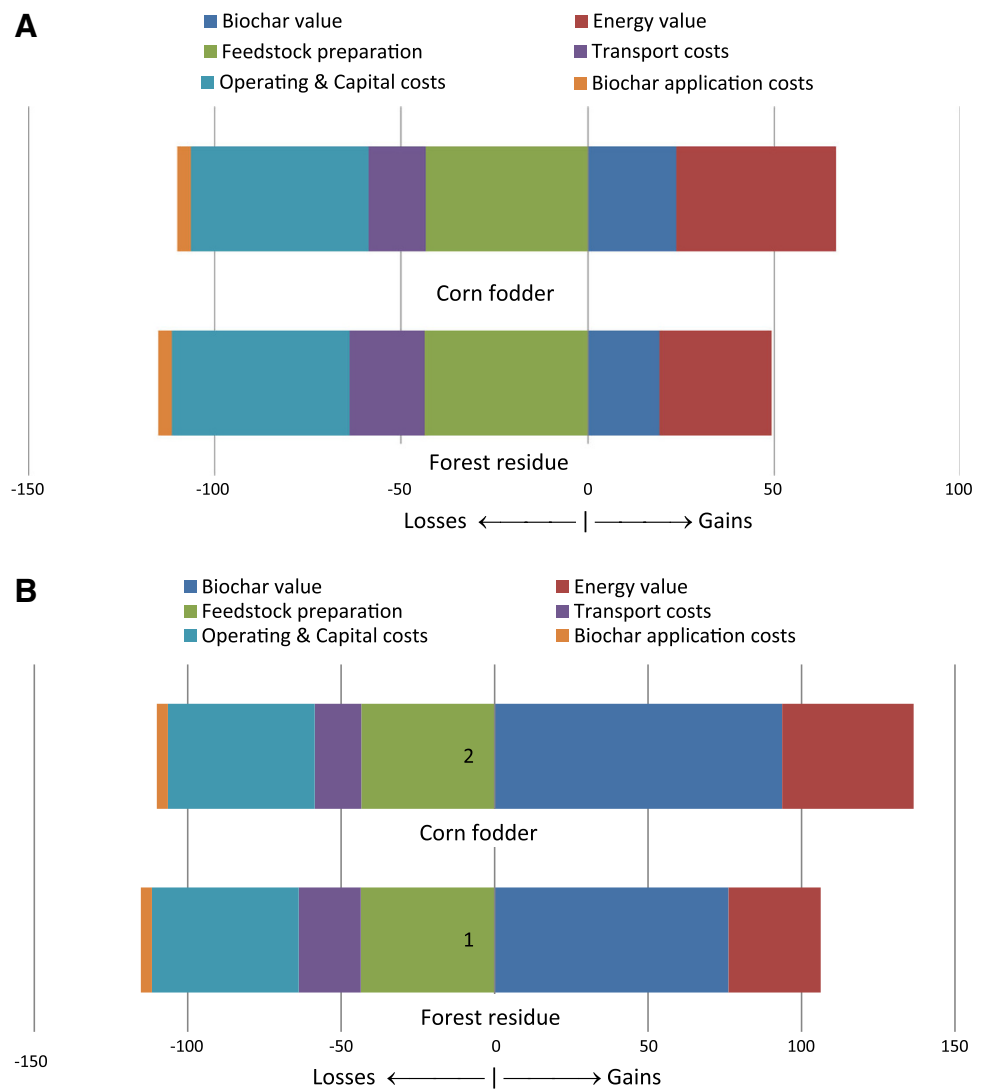 A
Biochar value
Energy value
Feedstock preparation
Transport costs
Operating & Capital costs
Biochar application costs
Corn fodder
Forest residue
-150 -100 -50 0 50 100
Losses Gains
B
Biochar value
Energy value
Feedstock preparation
Transport costs
Operating & Capital costs
Biochar application costs
2
Corn fodder
1
Forest residue
-150 -100 -50 0 50 100 150
Losses Gains